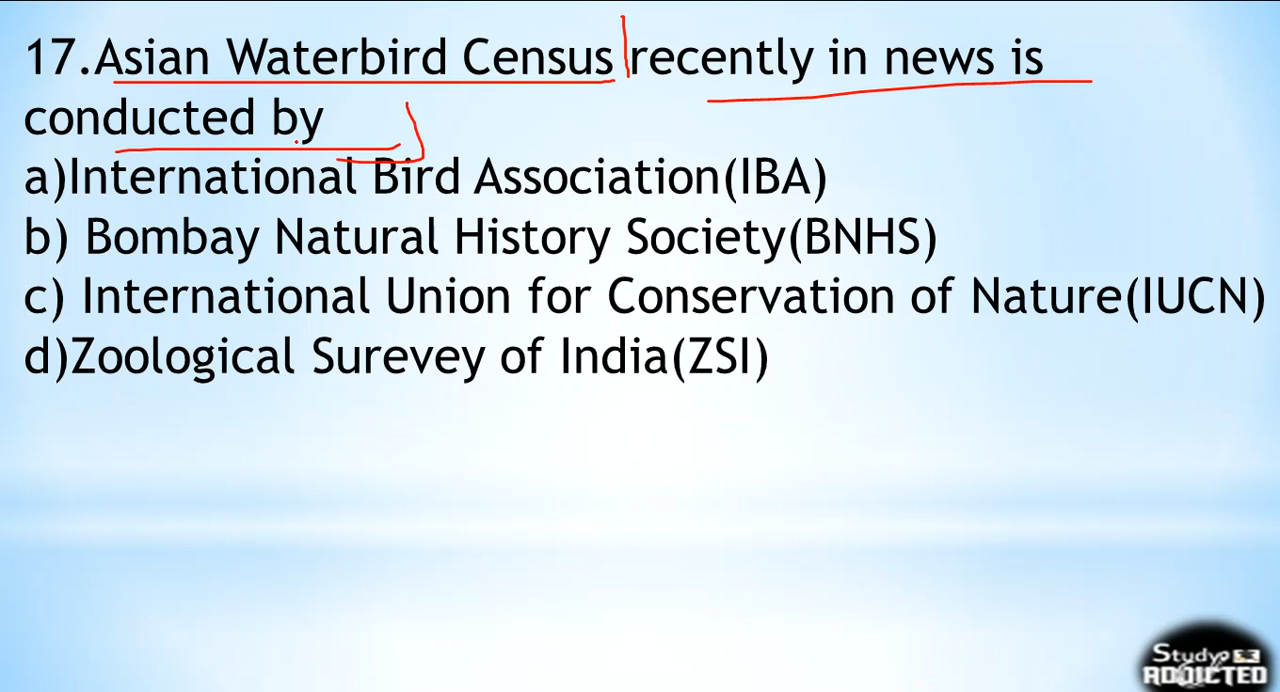 17.Asian Waterbird Census recently in news is
conducted by
a)International Bird Association(IBA)
b) Bombay Natural History Society(BNHS)
c) International Union for Conservation of Nature(IUCN)
d)Zoological Surevey of India(ZSI)
Study
ADDICTED